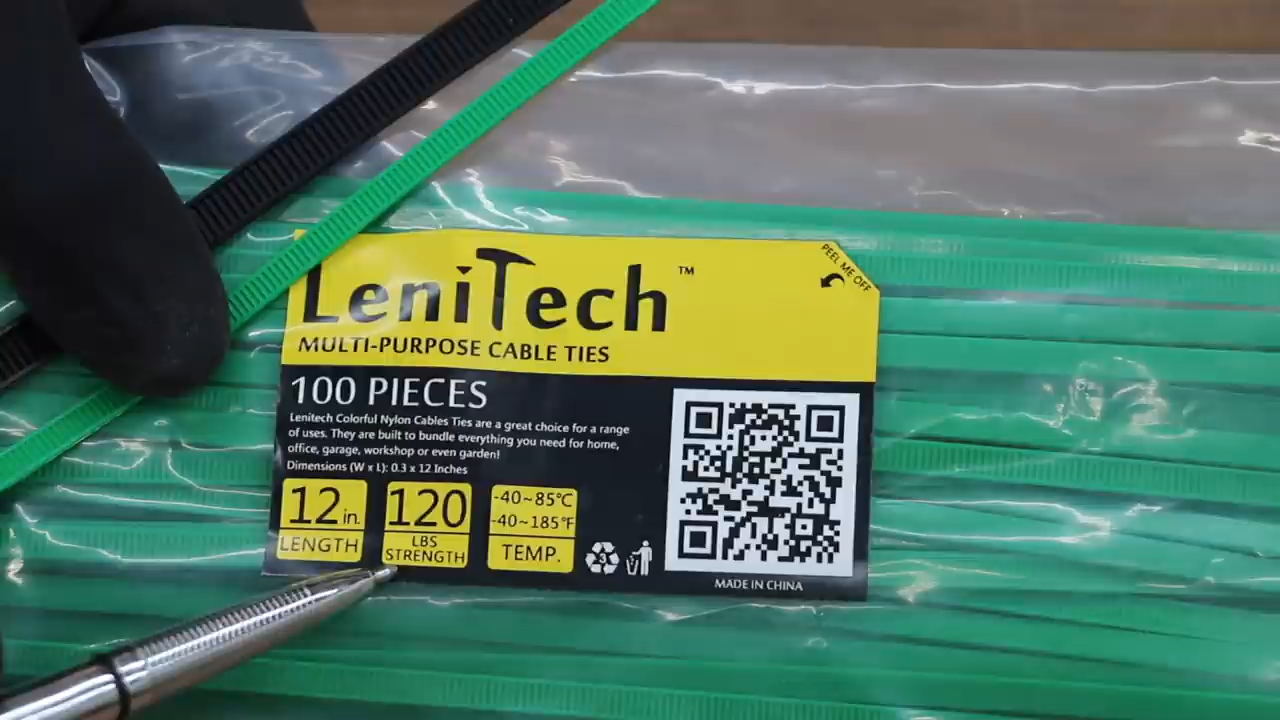 LeniTech™
PEEL ME OFF
MULTI-PURPOSE CABLE TIES
100 PIECES
Lenitech Colorful Nylon Cables Ties are a great choice for a range
of uses. They are built to bundle everything you need for home,
office, garage, workshop or even garden!
Dimensions (W x L): 0.3 x 12 Inches
12 in.
LENGTH
120
LBS
STRENGTH
-40~85°C
-40~185°F
TEMP.
3
MADE IN CHINA